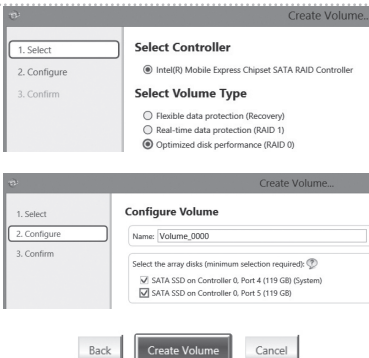 Create Volume...
1. Select
2. Configure
3. Confirm
Select Controller
Intel(R) Mobile Express Chipset SATA RAID Controller
Select Volume Type
Flexible data protection (Recovery)
Real-time data protection (RAID 1)
Optimized disk performance (RAID 0)
Create Volume...
1. Select
2. Configure
3. Confirm
Configure Volume
Name: Volume_0000
Select the array disks (minimum selection required): ?
SATA SSD on Controller 0, Port 4 (119 GB) (System)
SATA SSD on Controller 0, Port 5 (119 GB)
Back Create Volume Cancel